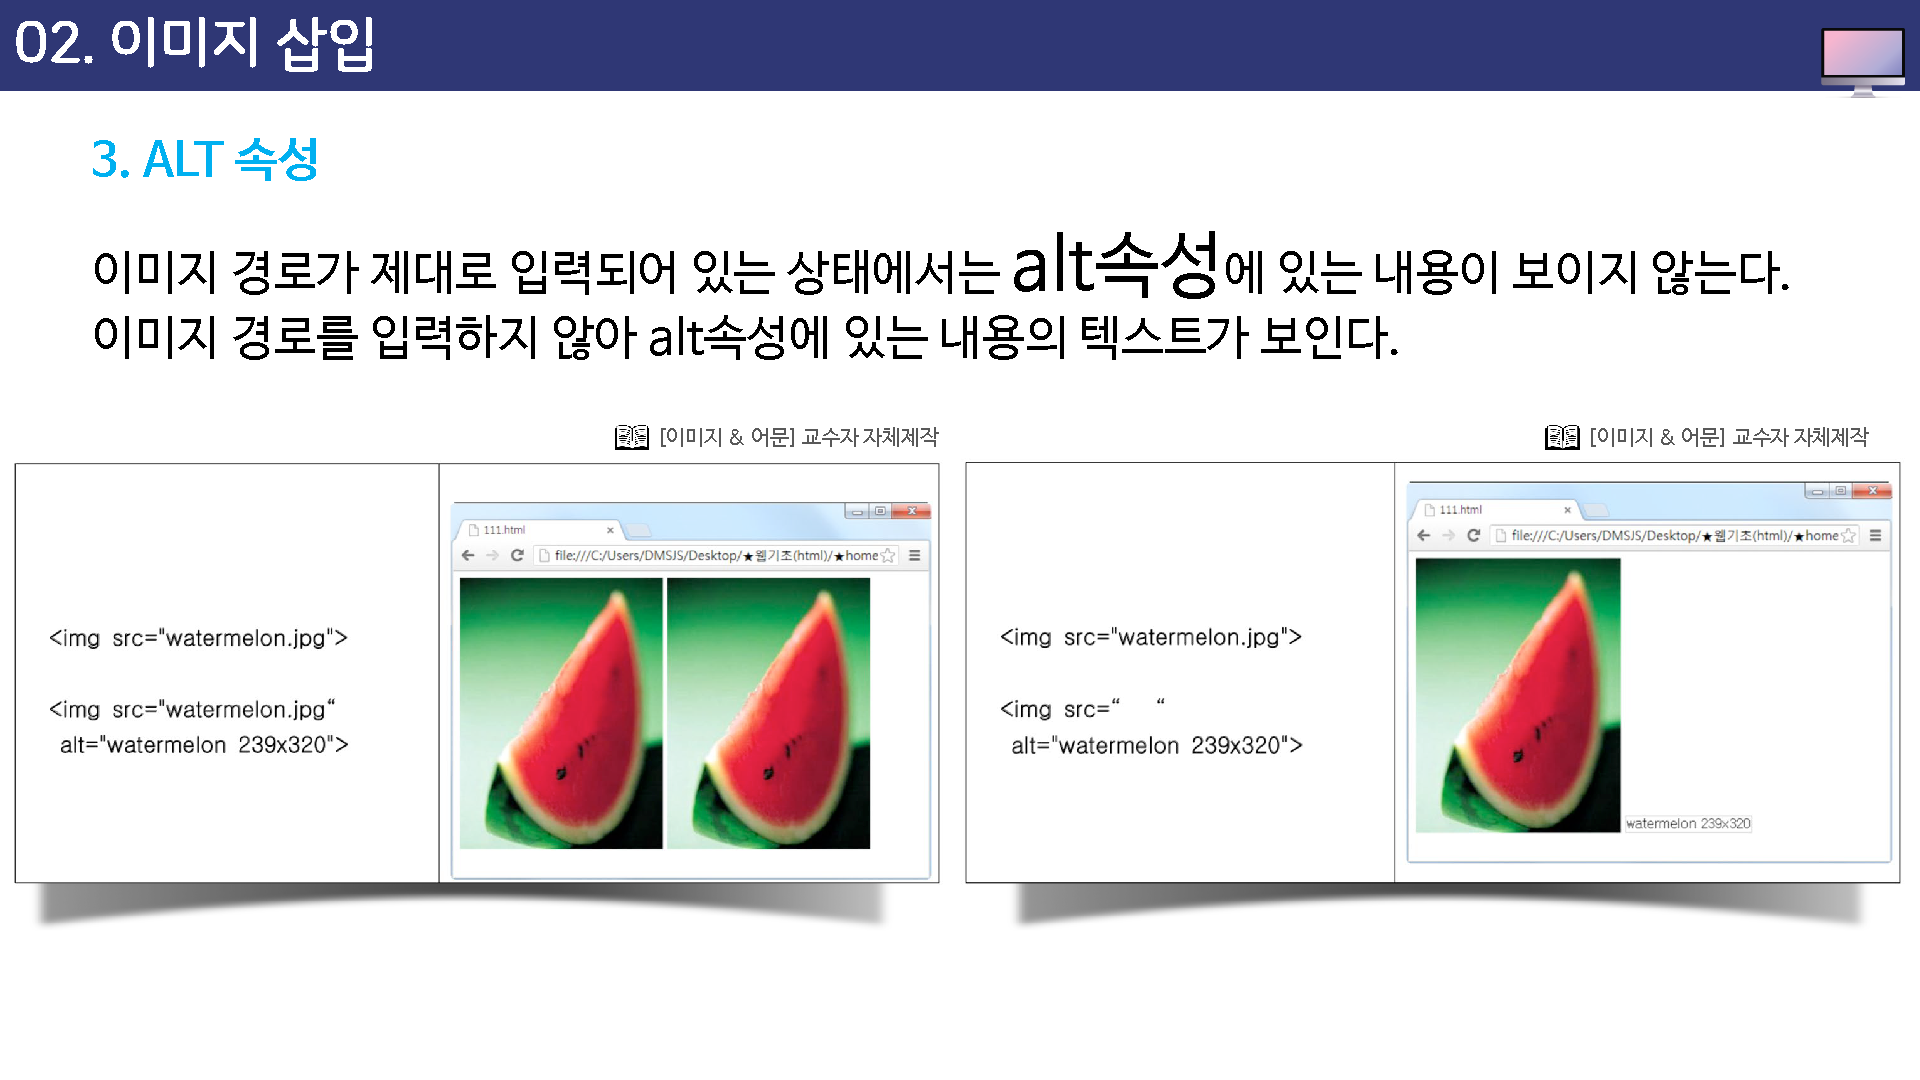 02. 이미지 삽입
3. ALT 속성
이미지 경로가 제대로 입력되어 있는 상태에서는 alt속성에 있는 내용이 보이지 않는다.
이미지 경로를 입력하지 않아 alt속성에 있는 내용의 텍스트가 보인다.
[이미지 & 어문] 교수자 자체제작
<img src="watermelon.jpg">
<img src="watermelon.jpg“
alt="watermelon 239x320">
111.html
file:///C:/Users/DMSJS/Desktop/★웹기초(html)/★home
[이미지 & 어문] 교수자 자체제작
<img src="watermelon.jpg">
<img src=“ “
alt="watermelon 239x320">
111.html
file:///C:/Users/DMSJS/Desktop/★웹기초(html)/★home
watermelon 239x320